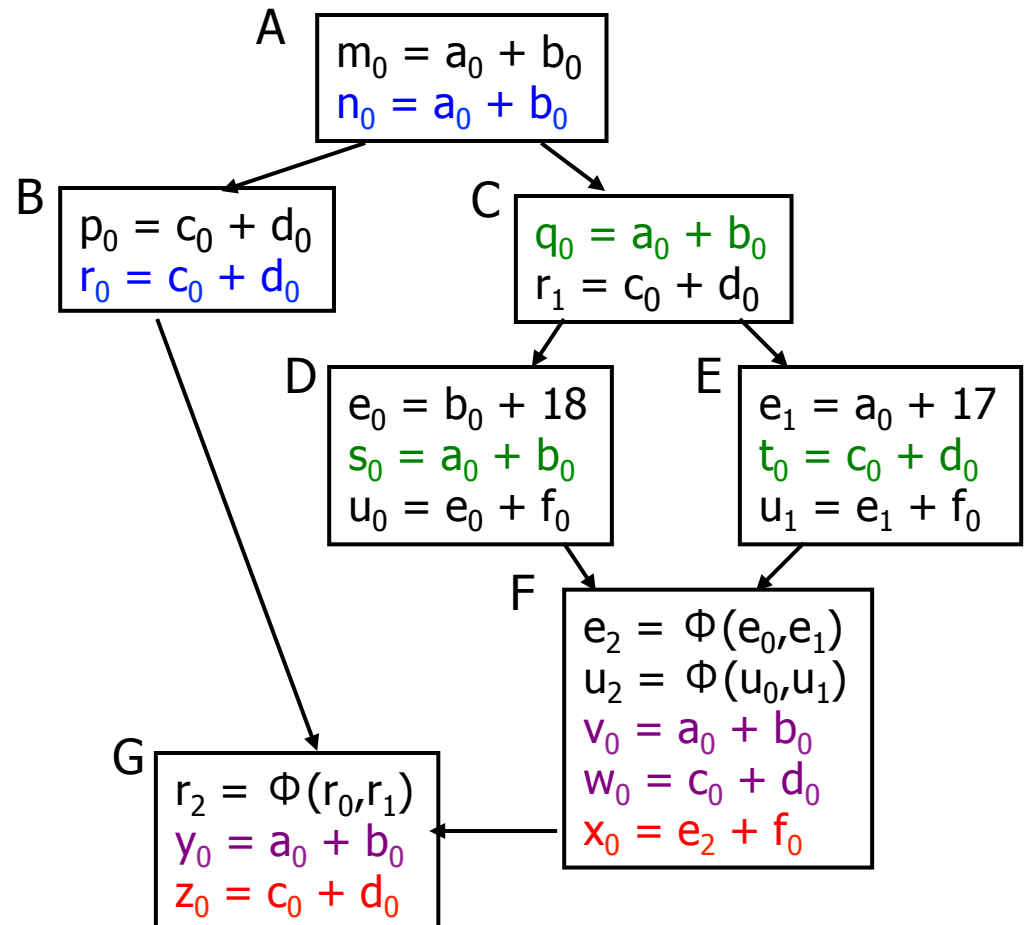 A
m₀ = a₀ + b₀
n₀ = a₀ + b₀
B
p₀ = c₀ + d₀
r₀ = c₀ + d₀
C
q₀ = a₀ + b₀
r₁ = c₀ + d₀
D
e₀ = b₀ + 18
s₀ = a₀ + b₀
u₀ = e₀ + f₀
E
e₁ = a₀ + 17
t₀ = c₀ + d₀
u₁ = e₁ + f₀
F
e₂ = Φ(e₀,e₁)
u₂ = Φ(u₀,u₁)
v₀ = a₀ + b₀
w₀ = c₀ + d₀
x₀ = e₂ + f₀
G
r₂ = Φ(r₀,r₁)
y₀ = a₀ + b₀
z₀ = c₀ + d₀